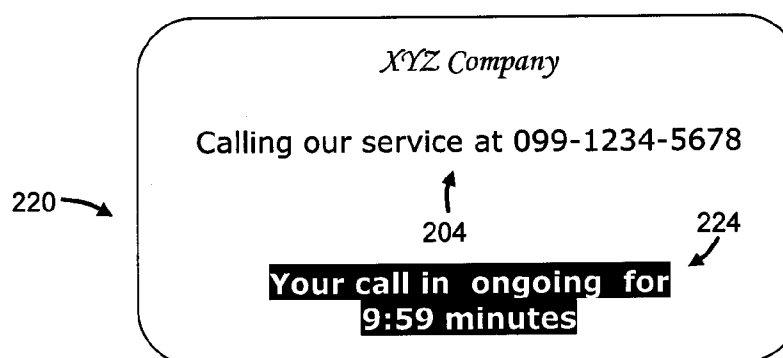 XYZ Company
Calling our service at 099-1234-5678
220
204
224
Your call in ongoing for
9:59 minutes